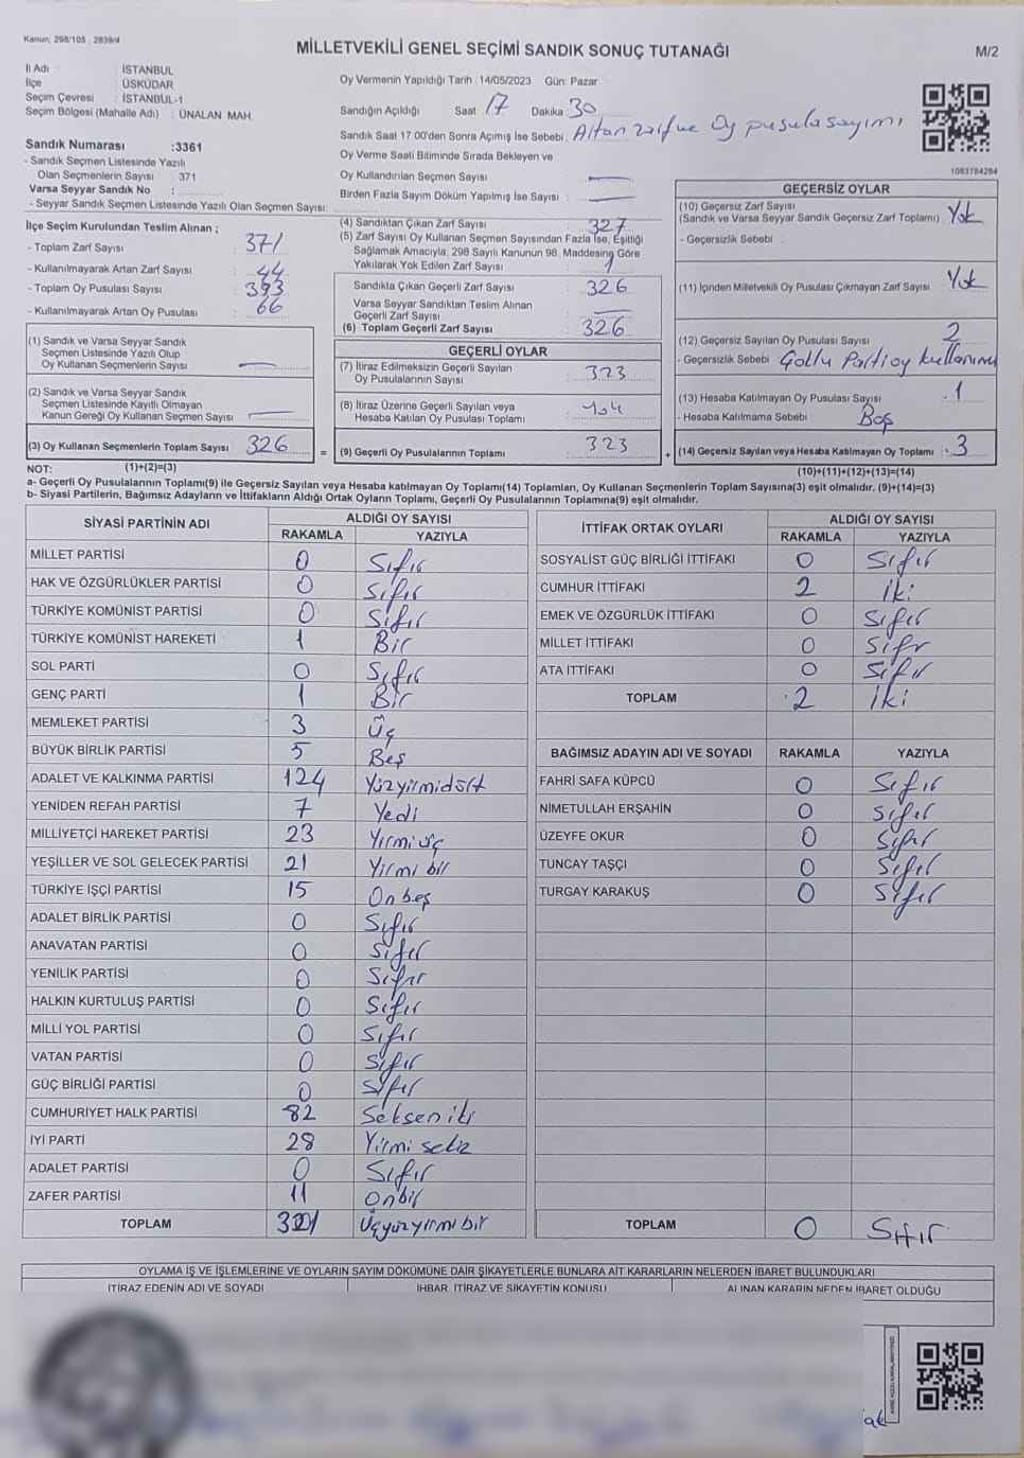 Kanun, 298/105 2839/4
MİLLETVEKİLİ GENEL SEÇİMİ SANDIK SONUÇ TUTANAĞI
M/2
İl Adı İSTANBUL
İlçe ÜSKÜDAR
Seçim Çevresi : İSTANBUL-1
Seçim Bölgesi (Mahalle Adı) : ÜNALAN MAH.
Oy Vermenin Yapıldığı Tarih : 14/05/2023 Gün: Pazar
Sandığın Açıldığı Saat 17 Dakika 30
Sandık Saat 17.00'den Sonra Açımış İse Sebebi : Artan zarf ve Oy pusula sayımı
Oy Verme Saati Bitiminde Sırada Bekleyen ve
Oy Kullandırılan Seçmen Sayısı : —
Birden Fazla Sayım Döküm Yapılmış İse Sayısı : —
1083784284
Sandık Numarası :3361
- Sandık Seçmen Listesinde Yazılı
Olan Seçmenlerin Sayısı : 371
Varsa Seyyar Sandık No :
- Seyyar Sandık Seçmen Listesinde Yazılı Olan Seçmen Sayısı:
İlçe Seçim Kurulundan Teslim Alınan ;
- Toplam Zarf Sayısı : 371
- Kullanılmayarak Artan Zarf Sayısı : 44
- Toplam Oy Pusulası Sayısı : 393
- Kullanılmayarak Artan Oy Pusulası : 66
(1) Sandık ve Varsa Seyyar Sandık
Seçmen Listesinde Yazılı Olup
Oy Kullanan Seçmenlerin Sayısı : —
(2) Sandık ve Varsa Seyyar Sandık
Seçmen Listesinde Kayıtlı Olmayan
Kanun Gereği Oy Kullanan Seçmen Sayısı : —
(3) Oy Kullanan Seçmenlerin Toplam Sayısı : 326
(4) Sandıktan Çıkan Zarf Sayısı : 327
(5) Zarf Sayısı Oy Kullanan Seçmen Sayısından Fazla İse, Eşitliği
Sağlamak Amacıyla, 298 Sayılı Kanunun 98. Maddesine Göre
Yakılarak Yok Edilen Zarf Sayısı : 1
Sandıkta Çıkan Geçerli Zarf Sayısı : 326
Varsa Seyyar Sandıktan Teslim Alınan
Geçerli Zarf Sayısı : —
(6) Toplam Geçerli Zarf Sayısı : 326
GEÇERLİ OYLAR
(7) İtiraz Edilmeksizin Geçerli Sayılan
Oy Pusulalarının Sayısı : 323
(8) İtiraz Üzerine Geçerli Sayılan veya
Hesaba Katılan Oy Pusulası Toplamı :
= (9) Geçerli Oy Pusulalarının Toplamı : 323
GEÇERSİZ OYLAR
(10) Geçersiz Zarf Sayısı
(Sandık ve Varsa Seyyar Sandık Geçersiz Zarf Toplamı) : Yok
- Geçersizlik Sebebi :
(11) İçinden Milletvekili Oy Pusulası Çıkmayan Zarf Sayısı : Yok
(12) Geçersiz Sayılan Oy Pusulası Sayısı : 2
- Geçersizlik Sebebi : Çoklu Parti oy kullanımı
(13) Hesaba Katılmayan Oy Pusulası Sayısı : 1
- Hesaba Katılmama Sebebi : Boş
+ (14) Geçersiz Sayılan veya Hesaba Katılmayan Oy Toplamı : 3
NOT: (1)+(2)=(3)
(10)+(11)+(12)+(13)=(14)
a- Geçerli Oy Pusulalarının Toplamı(9) ile Geçersiz Sayılan veya Hesaba katılmayan Oy Toplamı(14) Toplamları, Oy Kullanan Seçmenlerin Toplam Sayısına(3) eşit olmalıdır. (9)+(14)=(3)
b- Siyasi Partilerin, Bağımsız Adayların ve İttifakların Aldığı Ortak Oyların Toplamı, Geçerli Oy Pusulalarının Toplamına(9) eşit olmalıdır.
SİYASİ PARTİNİN ADI ALDIĞI OY SAYISI
RAKAMLA YAZIYLA
MİLLET PARTİSİ 0 Sıfır
HAK VE ÖZGÜRLÜKLER PARTİSİ 0 Sıfır
TÜRKİYE KOMÜNİST PARTİSİ 0 Sıfır
TÜRKİYE KOMÜNİST HAREKETİ 1 Bir
SOL PARTİ 0 Sıfır
GENÇ PARTİ 1 Bir
MEMLEKET PARTİSİ 3 Üç
BÜYÜK BİRLİK PARTİSİ 5 Beş
ADALET VE KALKINMA PARTİSİ 124 Yüzyirmidört
YENİDEN REFAH PARTİSİ 7 Yedi
MİLLİYETÇİ HAREKET PARTİSİ 23 Yirmi üç
YEŞİLLER VE SOL GELECEK PARTİSİ 21 Yirmi bir
TÜRKİYE İŞÇİ PARTİSİ 15 Onbeş
ADALET BİRLİK PARTİSİ 0 Sıfır
ANAVATAN PARTİSİ 0 Sıfır
YENİLİK PARTİSİ 0 Sıfır
HALKIN KURTULUŞ PARTİSİ 0 Sıfır
MİLLİ YOL PARTİSİ 0 Sıfır
VATAN PARTİSİ 0 Sıfır
GÜÇ BİRLİĞİ PARTİSİ 0 Sıfır
CUMHURİYET HALK PARTİSİ 82 Seksen iki
İYİ PARTİ 28 Yirmi sekiz
ADALET PARTİSİ 0 Sıfır
ZAFER PARTİSİ 11 Onbir
TOPLAM 321 Üçyüzyirmi bir
İTTİFAK ORTAK OYLARI ALDIĞI OY SAYISI
RAKAMLA YAZIYLA
SOSYALİST GÜÇ BİRLİĞİ İTTİFAKI 0 Sıfır
CUMHUR İTTİFAKI 2 iki
EMEK VE ÖZGÜRLÜK İTTİFAKI 0 Sıfır
MİLLET İTTİFAKI 0 Sıfır
ATA İTTİFAKI 0 Sıfır
TOPLAM 2 iki
BAĞIMSIZ ADAYIN ADI VE SOYADI RAKAMLA YAZIYLA
FAHRİ SAFA KÜPCÜ 0 Sıfır
NİMETULLAH ERŞAHİN 0 Sıfır
ÜZEYFE OKUR 0 Sıfır
TUNCAY TAŞÇI 0 Sıfır
TURGAY KARAKUŞ 0 Sıfır
TOPLAM 0 Sıfır
OYLAMA İŞ VE İŞLEMLERİNE VE OYLARIN SAYIM DÖKÜMÜNE DAİR ŞİKAYETLERLE BUNLARA AİT KARARLARIN NELERDEN İBARET BULUNDUKLARI
İTİRAZ EDENİN ADI VE SOYADI İHBAR, İTİRAZ VE ŞİKAYETİN KONUSU ALINAN KARARIN NEDEN İBARET OLDUĞU